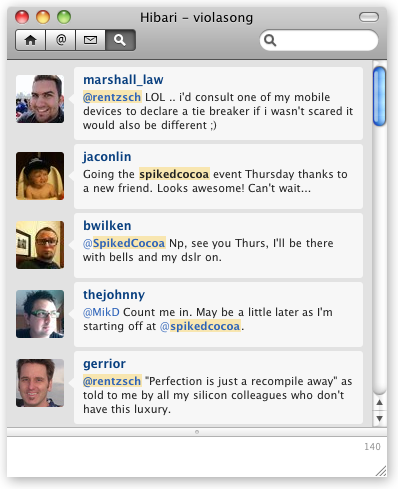 Hibari – violasong
@
marshall_law
@rentzsch LOL .. i'd consult one of my mobile
devices to declare a tie breaker if i wasn't scared it
would also be different ;)
jaconlin
Going the spikedcocoa event Thursday thanks to
a new friend. Looks awesome! Can't wait...
bwilken
@SpikedCocoa Np, see you Thurs, I'll be there
with bells and my dslr on.
thejohnny
@MikD Count me in. May be a little later as I'm
starting off at @spikedcocoa.
gerrior
@rentzsch "Perfection is just a recompile away" as
told to me by all my silicon colleagues who don't
have this luxury.
140